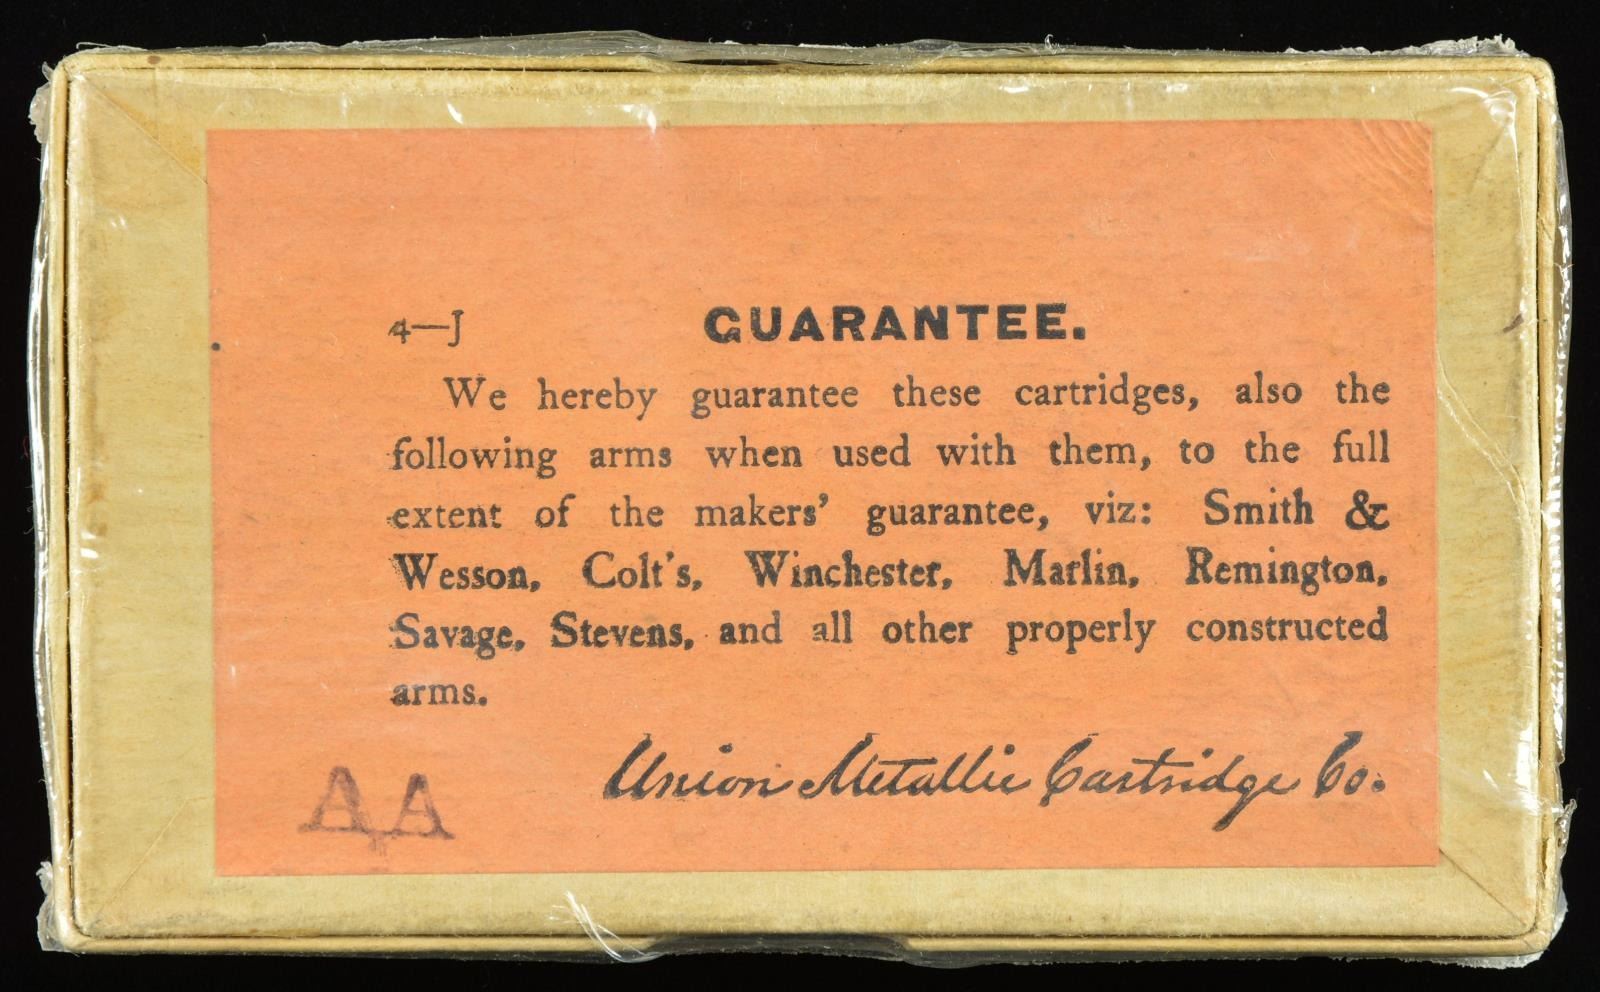 4—J GUARANTEE.
We hereby guarantee these cartridges, also the
following arms when used with them, to the full
extent of the makers' guarantee, viz: Smith &
Wesson, Colt's, Winchester, Marlin, Remington,
Savage, Stevens, and all other properly constructed
arms.
Union Metallic Cartridge Co.
AA